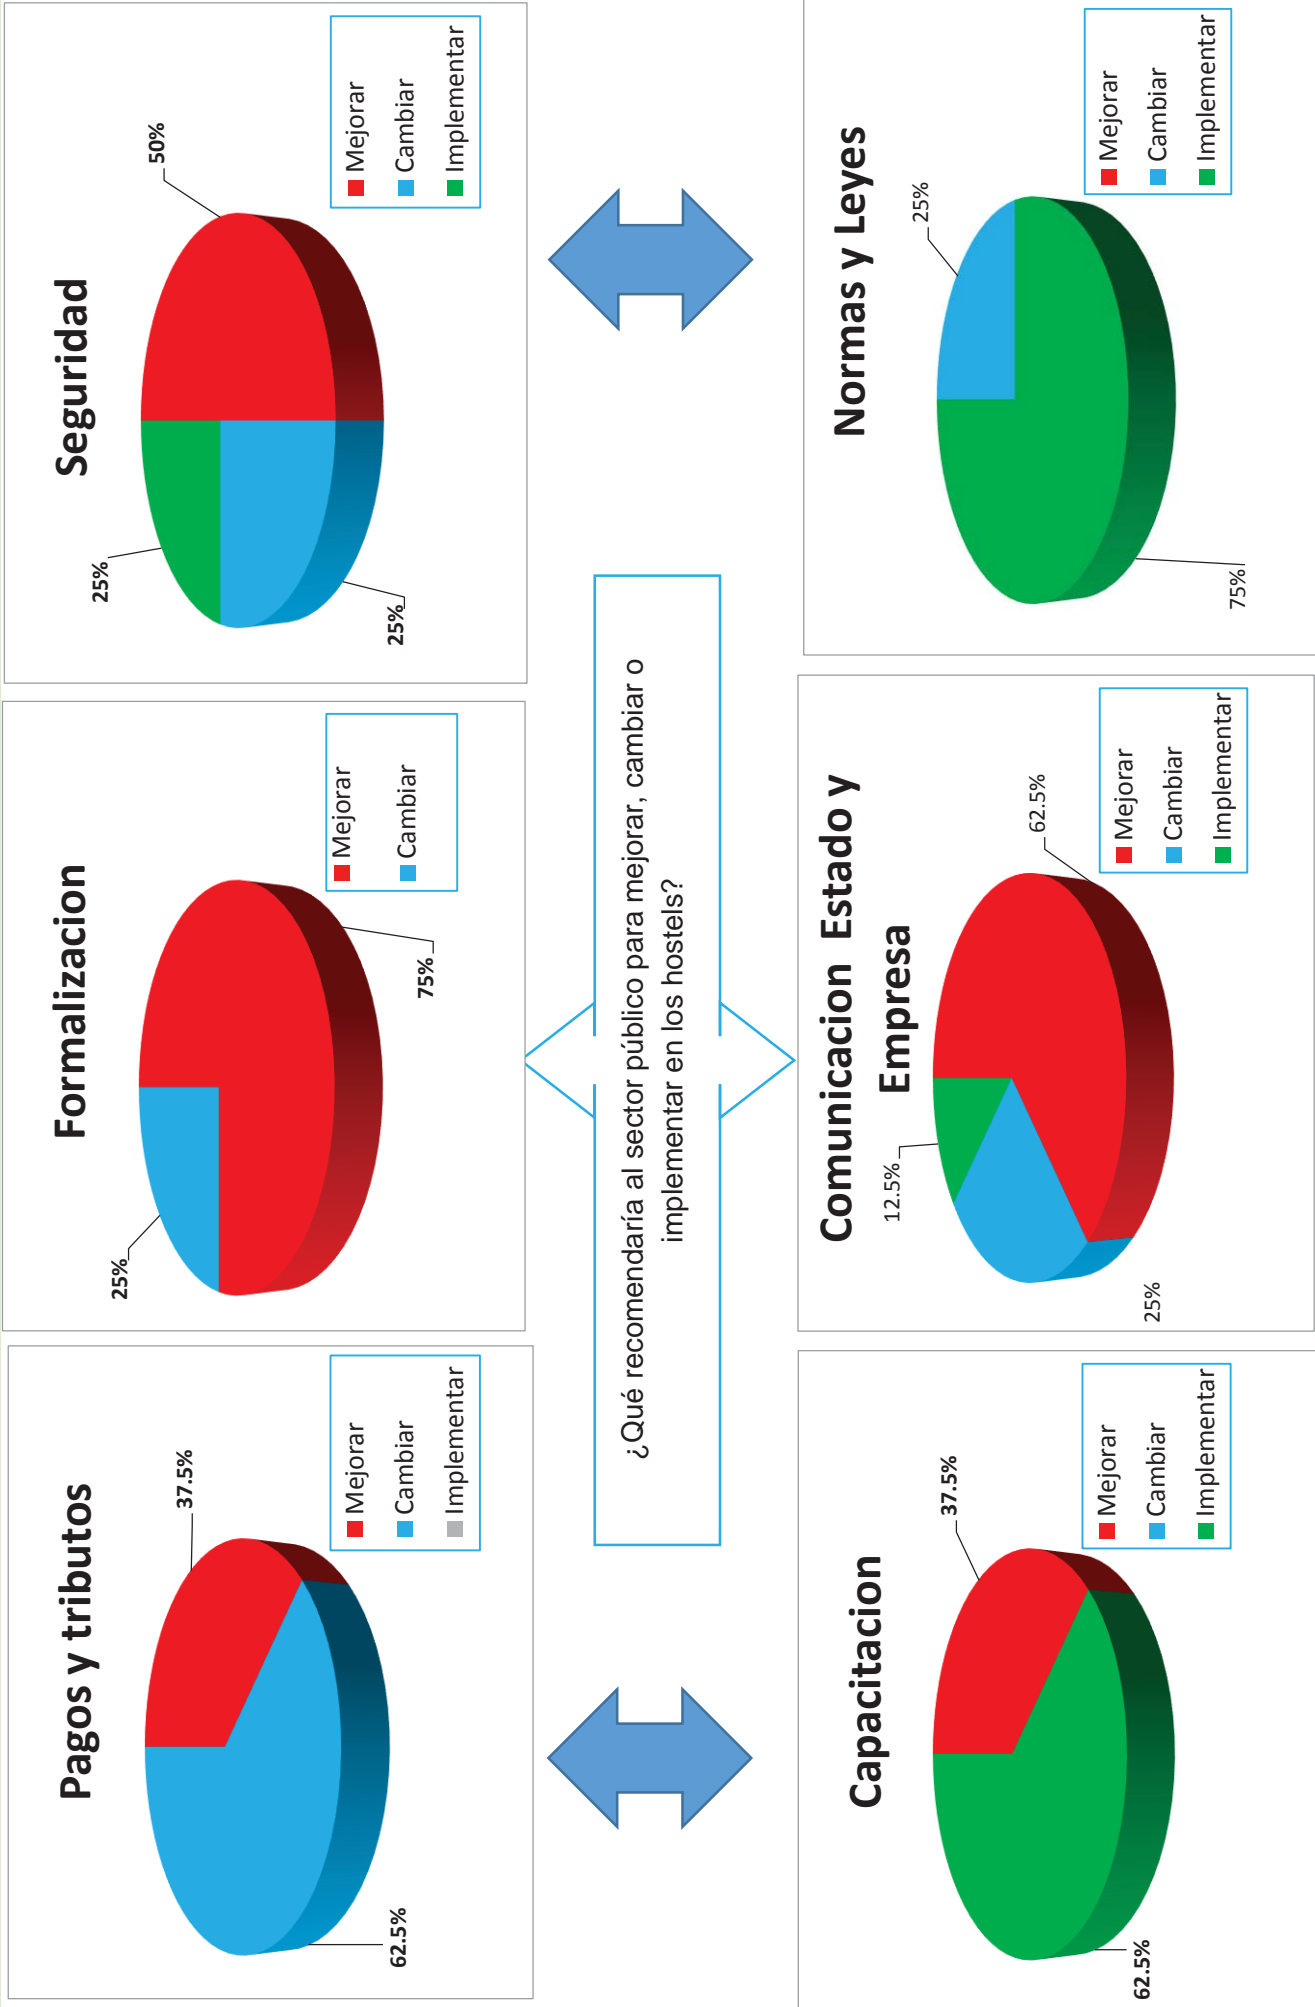 Pagos y tributos
37.5%
62.5%
Mejorar
Cambiar
Implementar
Formalizacion
25%
75%
Mejorar
Cambiar
Seguridad
50%
25%
25%
Mejorar
Cambiar
Implementar
¿Qué recomendaría al sector público para mejorar, cambiar o
implementar en los hostels?
Capacitacion
37.5%
62.5%
Mejorar
Cambiar
Implementar
Comunicacion Estado y
Empresa
12.5%
62.5%
25%
Mejorar
Cambiar
Implementar
Normas y Leyes
25%
75%
Mejorar
Cambiar
Implementar